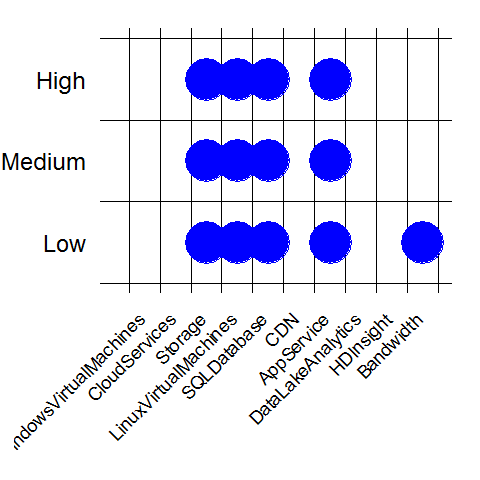 High
Medium
Low
ndowsVirtualMachines
CloudServices
Storage
LinuxVirtualMachines
SQLDatabase
CDN
AppService
DataLakeAnalytics
HDInsight
Bandwidth